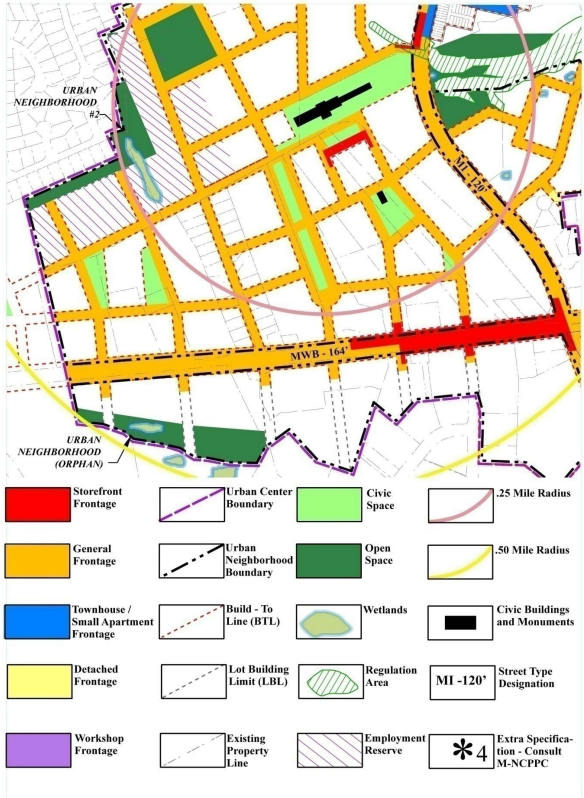 URBAN
NEIGHBORHOOD
#2
MI - 120'
MWB - 164'
URBAN
NEIGHBORHOOD
(ORPHAN)
Storefront
Frontage
Urban Center
Boundary
Civic
Space
.25 Mile Radius
General
Frontage
Urban
Neighborhood
Boundary
Open
Space
.50 Mile Radius
Townhouse /
Small Apartment
Frontage
Build - To
Line (BTL)
Wetlands
Civic Buildings
and Monuments
Detached
Frontage
Lot Building
Limit (LBL)
Regulation
Area
MI -120’
Street Type
Designation
Workshop
Frontage
Existing
Property
Line
Employment
Reserve
*4
Extra Specifica-
tion - Consult
M-NCPPC